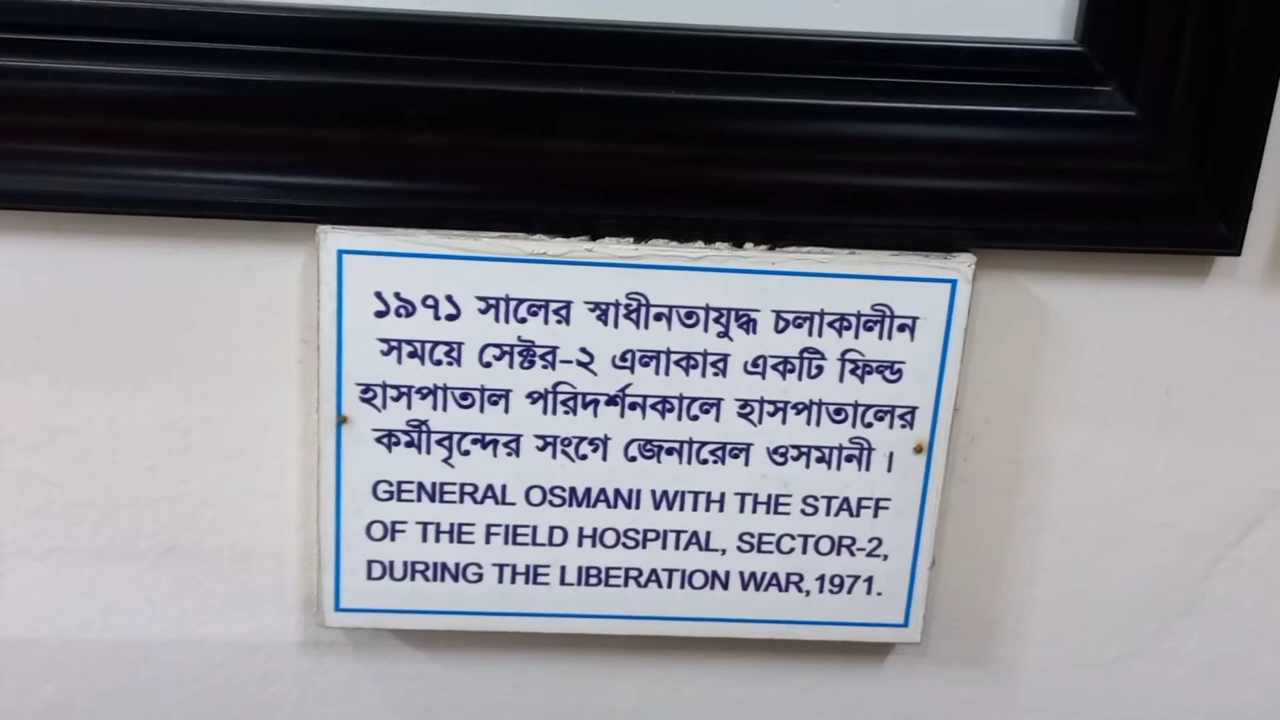 ১৯৭১ সালের স্বাধীনতাযুদ্ধ চলাকালীন
সময়ে সেক্টর-২ এলাকার একটি ফিল্ড
হাসপাতাল পরিদর্শনকালে হাসপাতালের
কর্মীবৃন্দের সংগে জেনারেল ওসমানী।
GENERAL OSMANI WITH THE STAFF
OF THE FIELD HOSPITAL, SECTOR-2,
DURING THE LIBERATION WAR,1971.